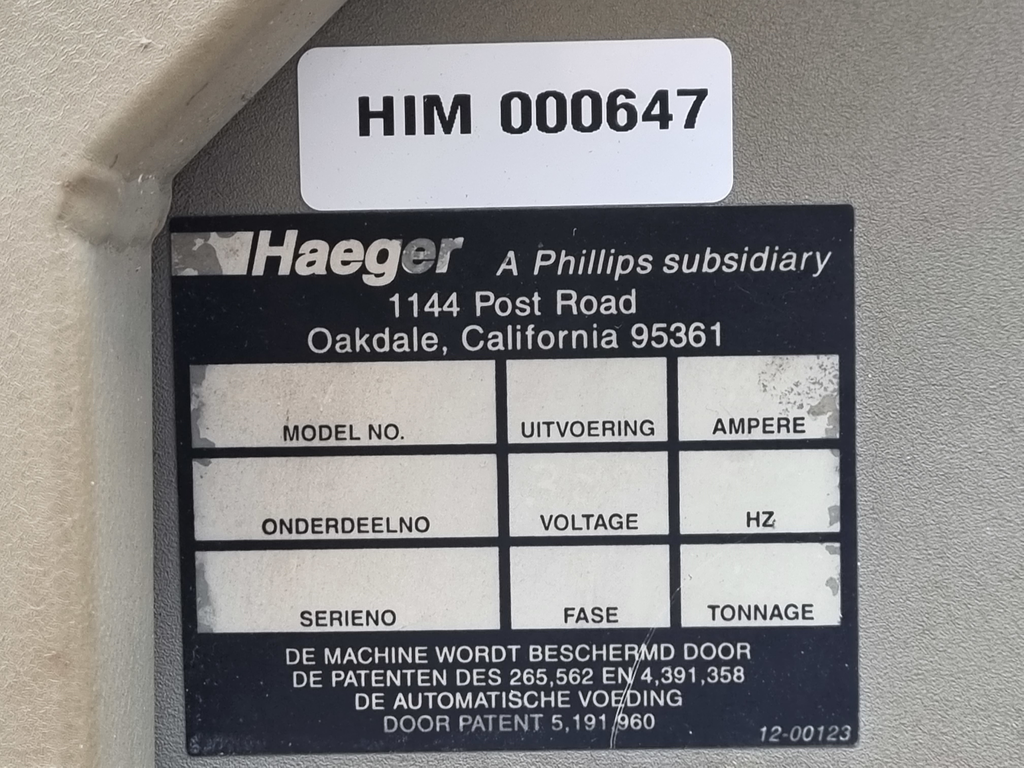 HIM 000647
Haeger A Phillips subsidiary
1144 Post Road
Oakdale, California 95361
MODEL NO. UITVOERING AMPERE
ONDERDEELNO VOLTAGE HZ
SERIENO FASE TONNAGE
DE MACHINE WORDT BESCHERMD DOOR
DE PATENTEN DES 265,562 EN 4,391,358
DE AUTOMATISCHE VOEDING
DOOR PATENT 5,191,960
12-00123